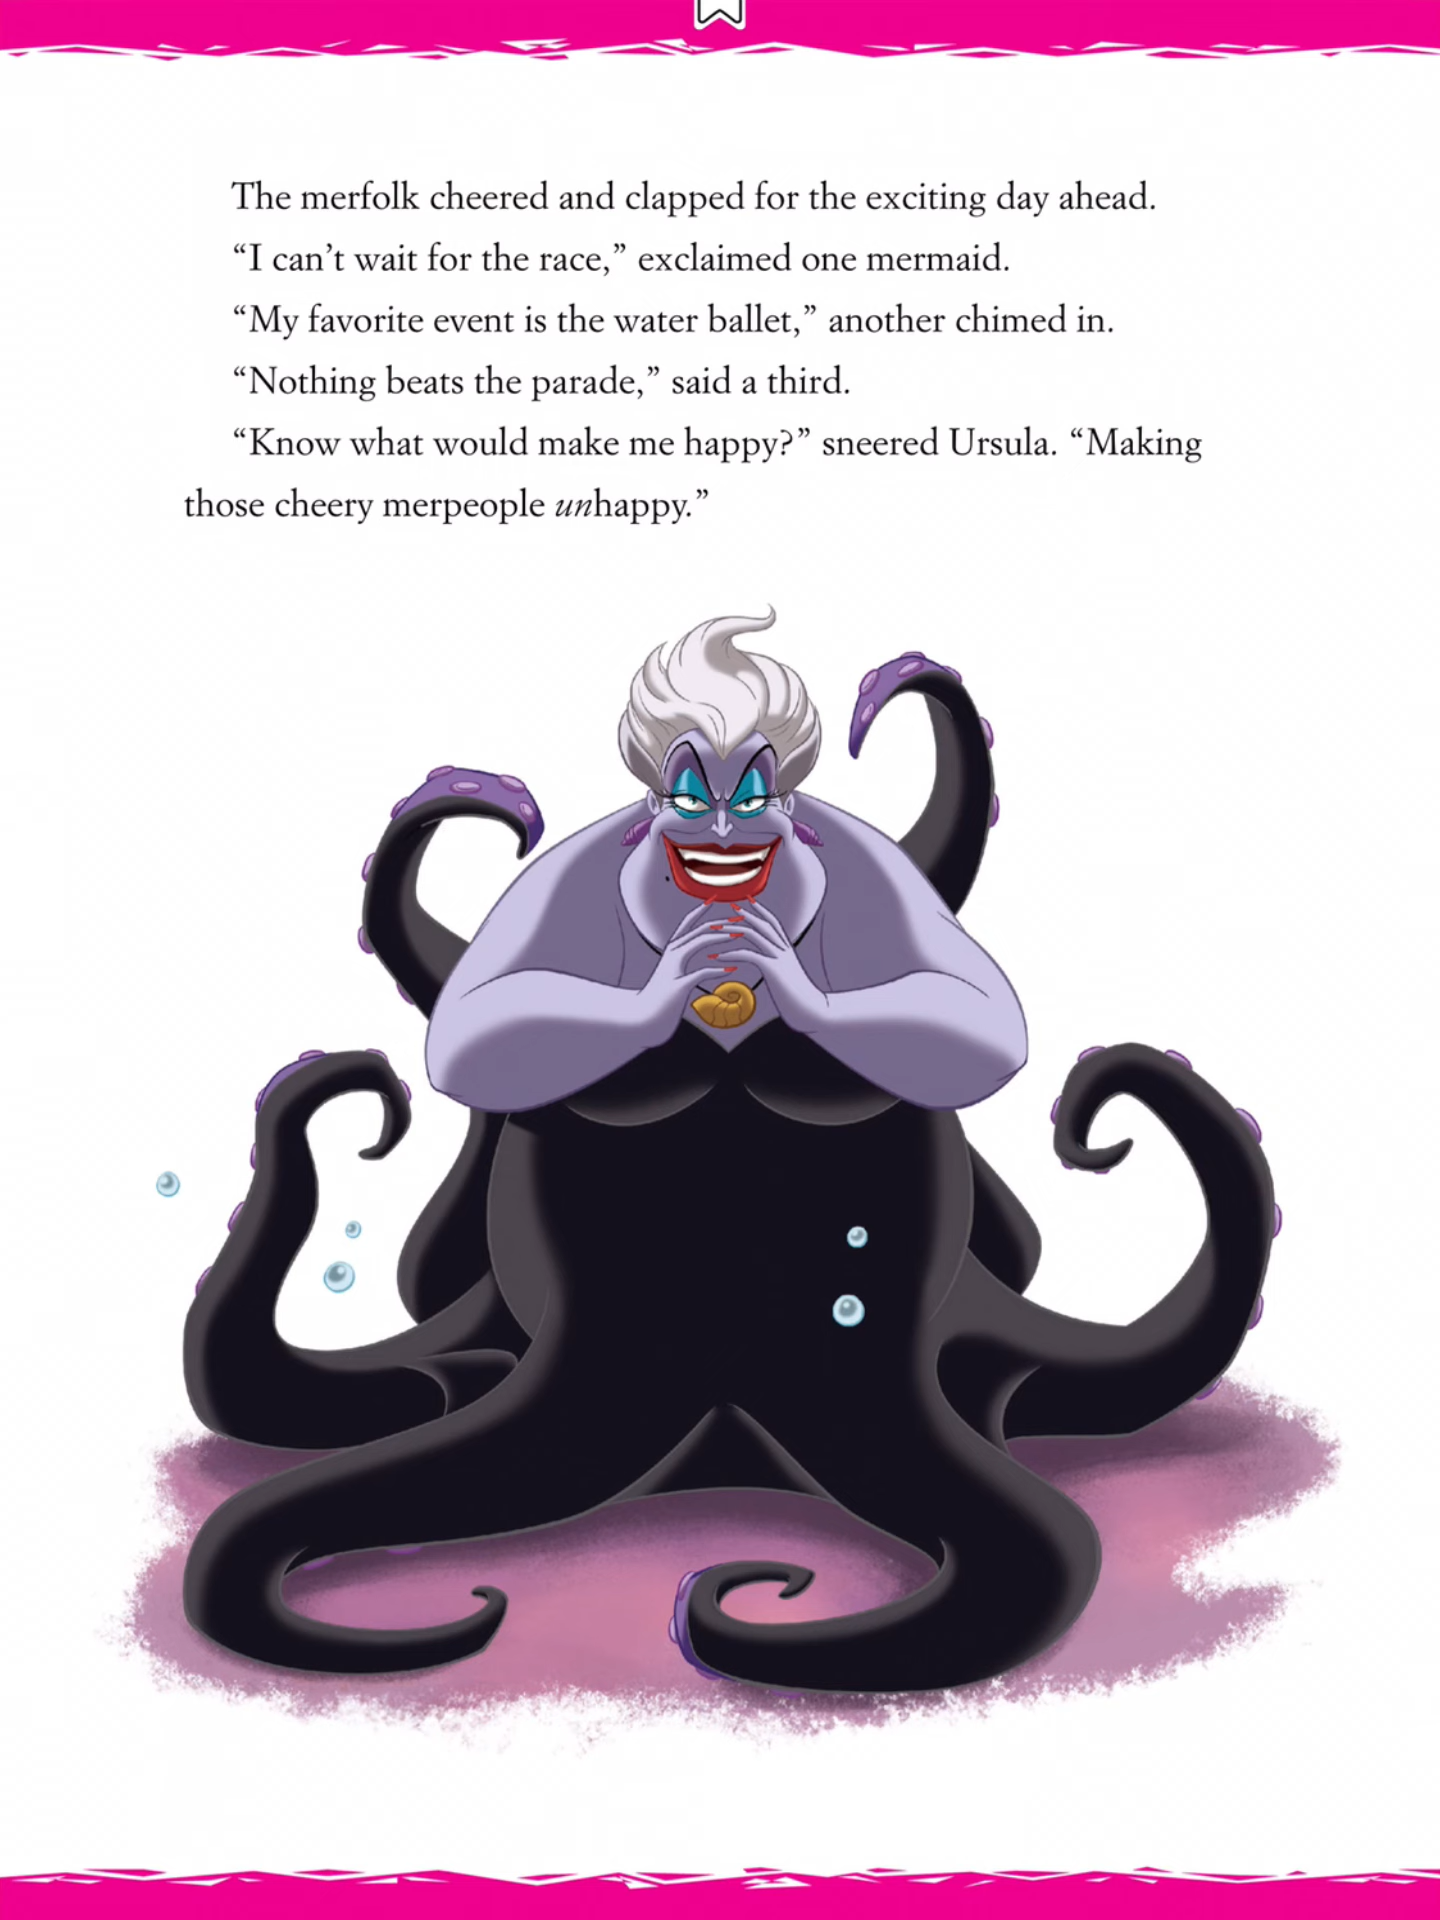 The merfolk cheered and clapped for the exciting day ahead.
“I can’t wait for the race,” exclaimed one mermaid.
“My favorite event is the water ballet,” another chimed in.
“Nothing beats the parade,” said a third.
“Know what would make me happy?” sneered Ursula. “Making
those cheery merpeople unhappy.”